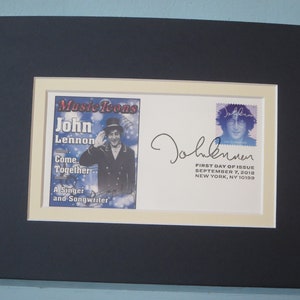 Music Icons
John
Lennon
Come
Together
A Singer
and Songwriter
John Lennon
FIRST DAY OF ISSUE
SEPTEMBER 7, 2018
NEW YORK, NY 10199